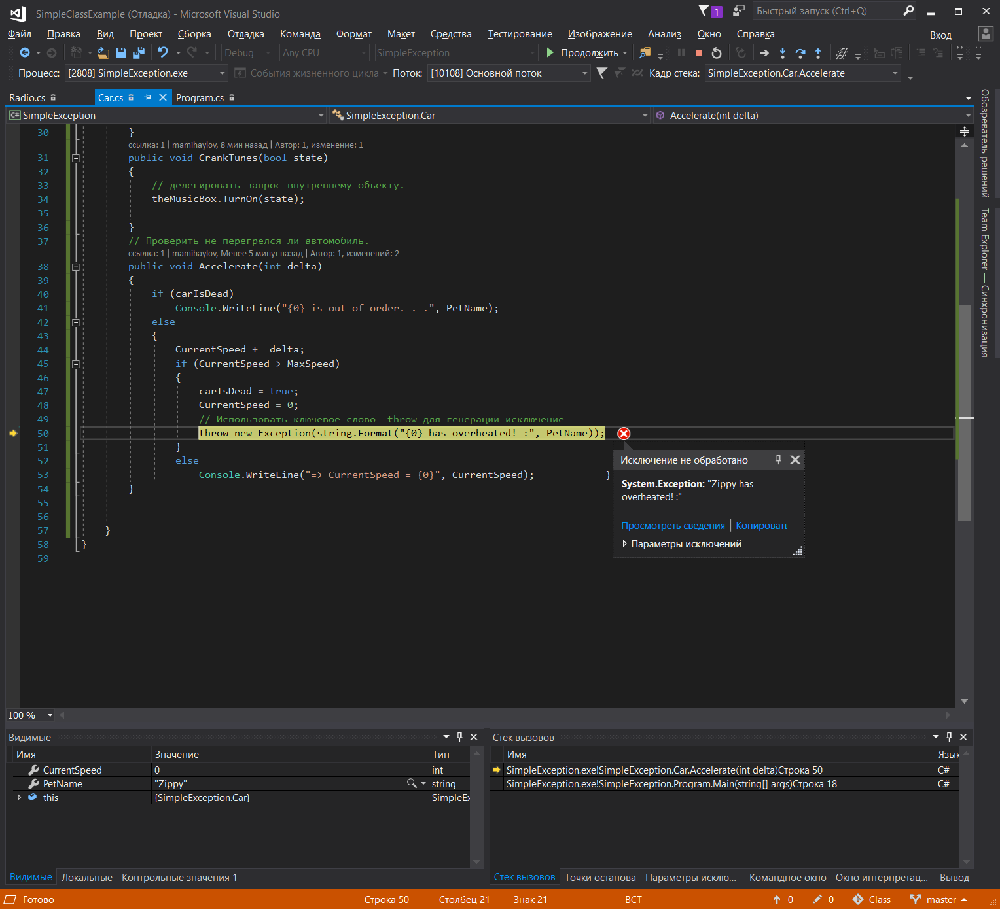 SimpleClassExample (Отладка) - Microsoft Visual Studio
1
Быстрый запуск (Ctrl+Q)
Файл Правка Вид Проект Сборка Отладка Команда Формат Макет Средства Тестирование Изображение Анализ Окно Справка Вход
Debug Any CPU SimpleException Продолжить
Процесс: [2808] SimpleException.exe События жизненного цикла Поток: [10108] Основной поток Кадр стека: SimpleException.Car.Accelerate
Radio.cs Car.cs Program.cs
SimpleException SimpleException.Car Accelerate(int delta)
30 }
ссылка: 1 | mamihaylov, 8 мин назад | Автор: 1, изменение: 1
31 public void CrankTunes(bool state)
32 {
33 // делегировать запрос внутреннему объекту.
34 theMusicBox.TurnOn(state);
35
36 }
37 // Проверить не перегрелся ли автомобиль.
ссылка: 1 | mamihaylov, Менее 5 минут назад | Автор: 1, изменений: 2
38 public void Accelerate(int delta)
39 {
40 if (carIsDead)
41 Console.WriteLine("{0} is out of order. . .", PetName);
42 else
43 {
44 CurrentSpeed += delta;
45 if (CurrentSpeed > MaxSpeed)
46 {
47 carIsDead = true;
48 CurrentSpeed = 0;
49 // Использовать ключевое слово  throw для генерации исключение
50 throw new Exception(string.Format("{0} has overheated! :", PetName));
51 }
52 else
53 Console.WriteLine("=> CurrentSpeed = {0}", CurrentSpeed); }
54 }
55
56
57 }
58 }
59
Исключение не обработано
System.Exception: "Zippy has
overheated! :"
Просмотреть сведения | Копировать
Параметры исключений
Обозреватель решений
Team Explorer — Синхронизация
100 %
Видимые
Имя Значение Тип
CurrentSpeed 0 int
PetName "Zippy" string
this {SimpleException.Car} SimpleEx
Видимые Локальные Контрольные значения 1
Стек вызовов
Имя Язык
SimpleException.exe!SimpleException.Car.Accelerate(int delta)Строка 50 C#
SimpleException.exe!SimpleException.Program.Main(string[] args)Строка 18 C#
Стек вызовов Точки останова Параметры исклю... Командное окно Окно интерпретац... Вывод
Готово Строка 50 Столбец 21 Знак 21 ВСТ 0 0 Class master